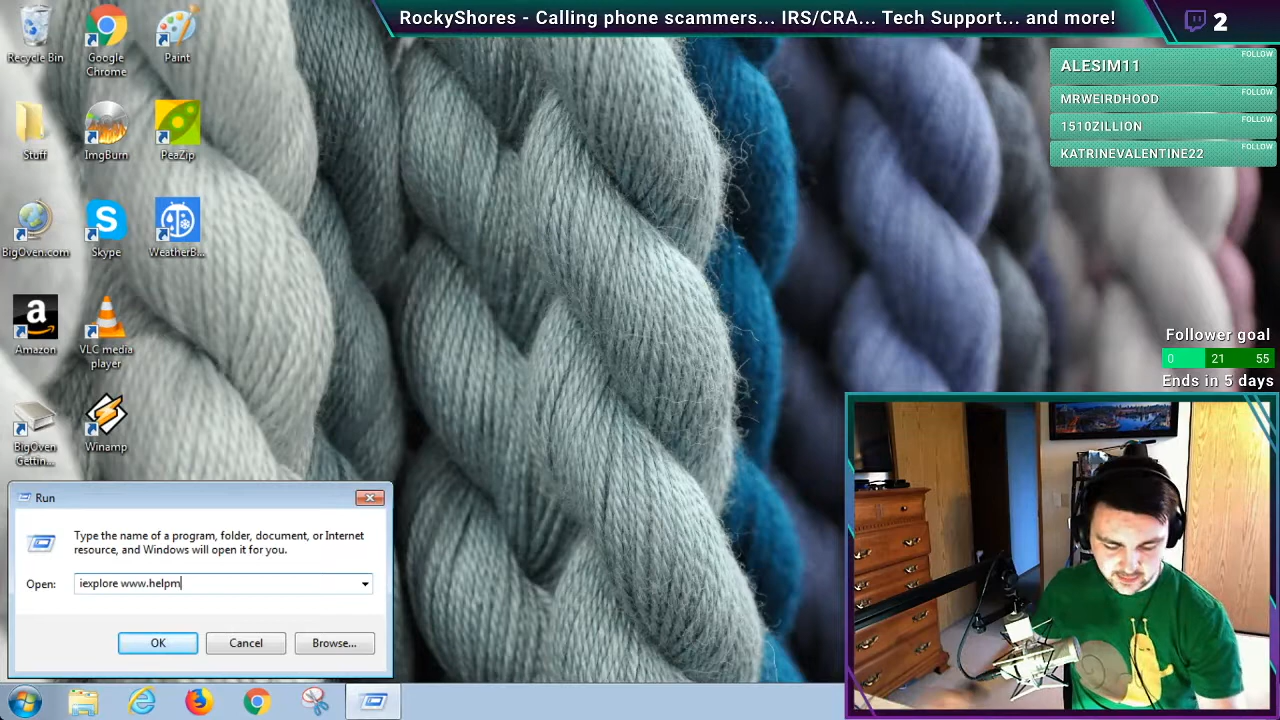 RockyShores - Calling phone scammers... IRS/CRA... Tech Support... and more!
2
Recycle Bin
Google Chrome
Paint
Stuff
ImgBurn
PeaZip
BigOven.com
Skype
WeatherB...
a
Amazon
VLC media player
BigOven Gettin...
Winamp
FOLLOW
ALESIM11
FOLLOW
MRWEIRDHOOD
FOLLOW
1510ZILLION
FOLLOW
KATRINEVALENTINE22
Follower goal
0 21 55
Ends in 5 days
Run
Type the name of a program, folder, document, or Internet
resource, and Windows will open it for you.
Open: iexplore www.helpm
OK Cancel Browse...